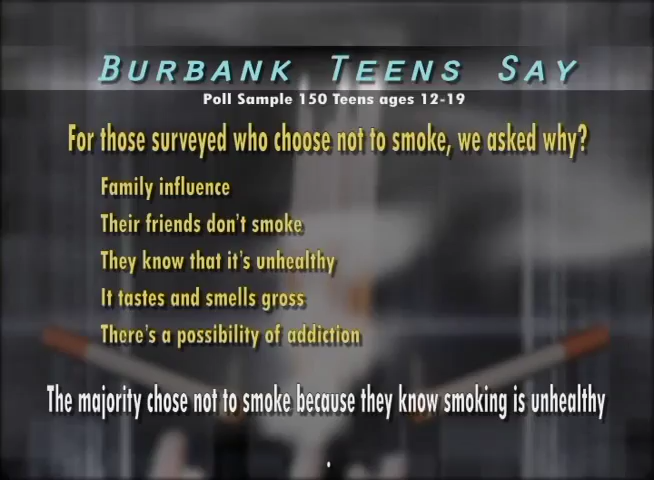 Burbank Teens Say
Poll Sample 150 Teens ages 12-19
For those surveyed who choose not to smoke, we asked why?
Family influence
Their friends don't smoke
They know that it's unhealthy
It tastes and smells gross
There's a possibility of addiction
The majority chose not to smoke because they know smoking is unhealthy
.